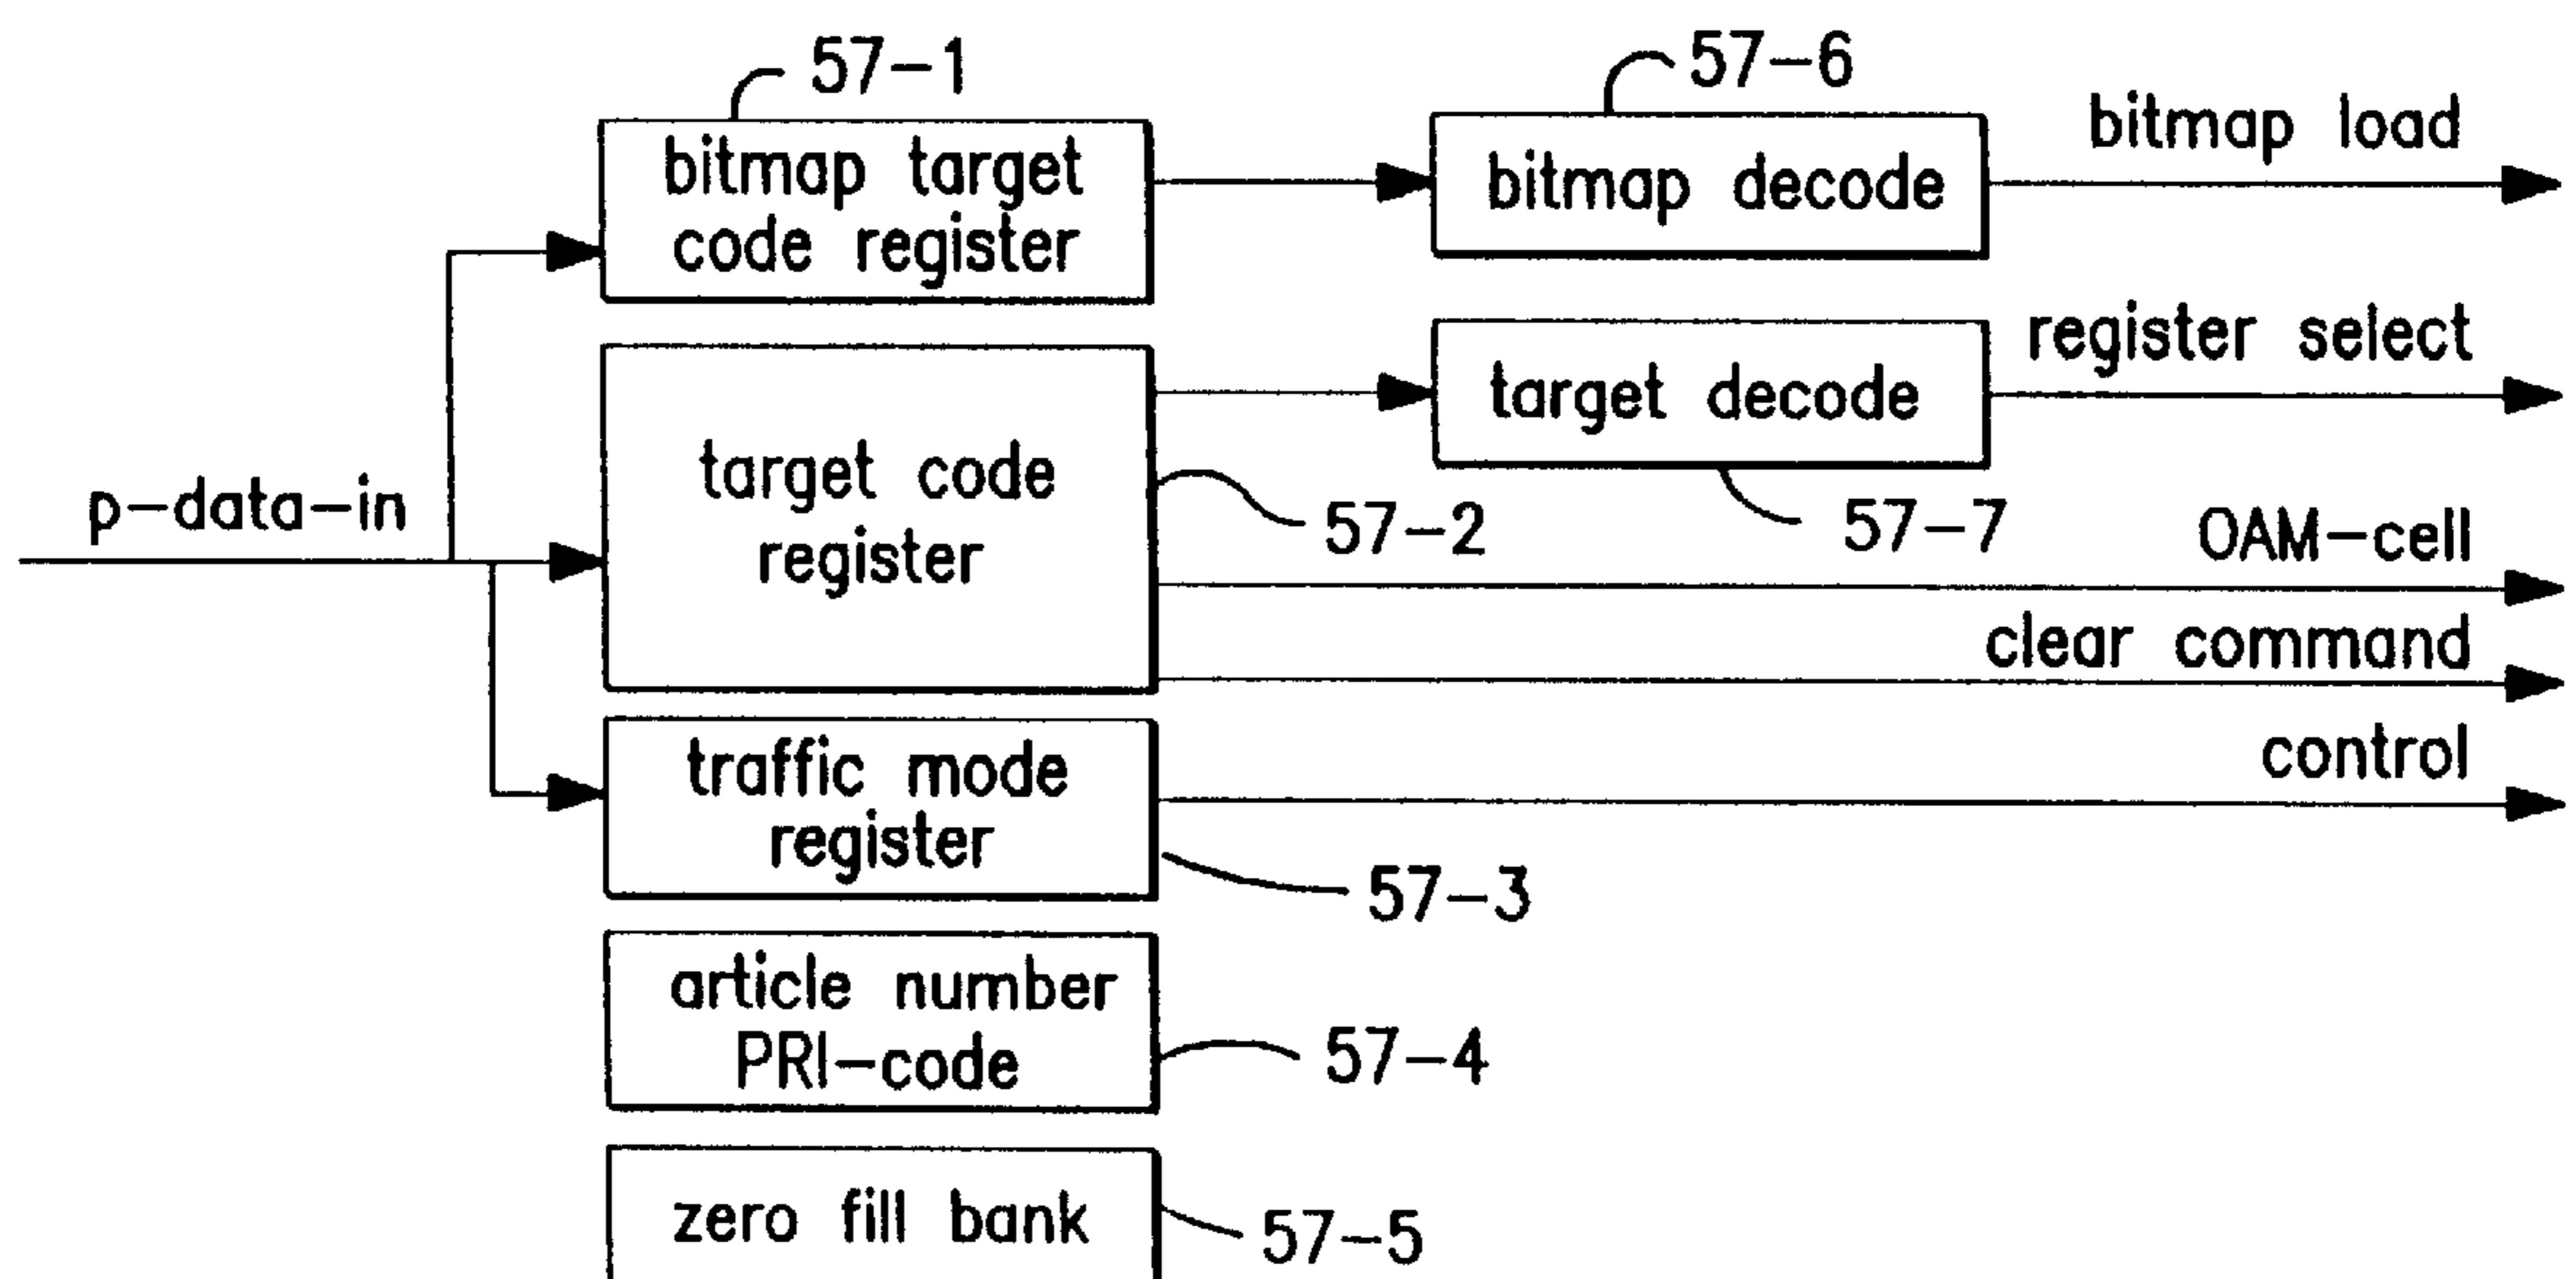 57-1
57-6
bitmap target
code register
bitmap decode
bitmap load
target code
register
target decode
register select
p-data-in
57-2
57-7
OAM-cell
clear command
traffic mode
register
control
57-3
article number
PRI-code
57-4
zero fill bank
57-5